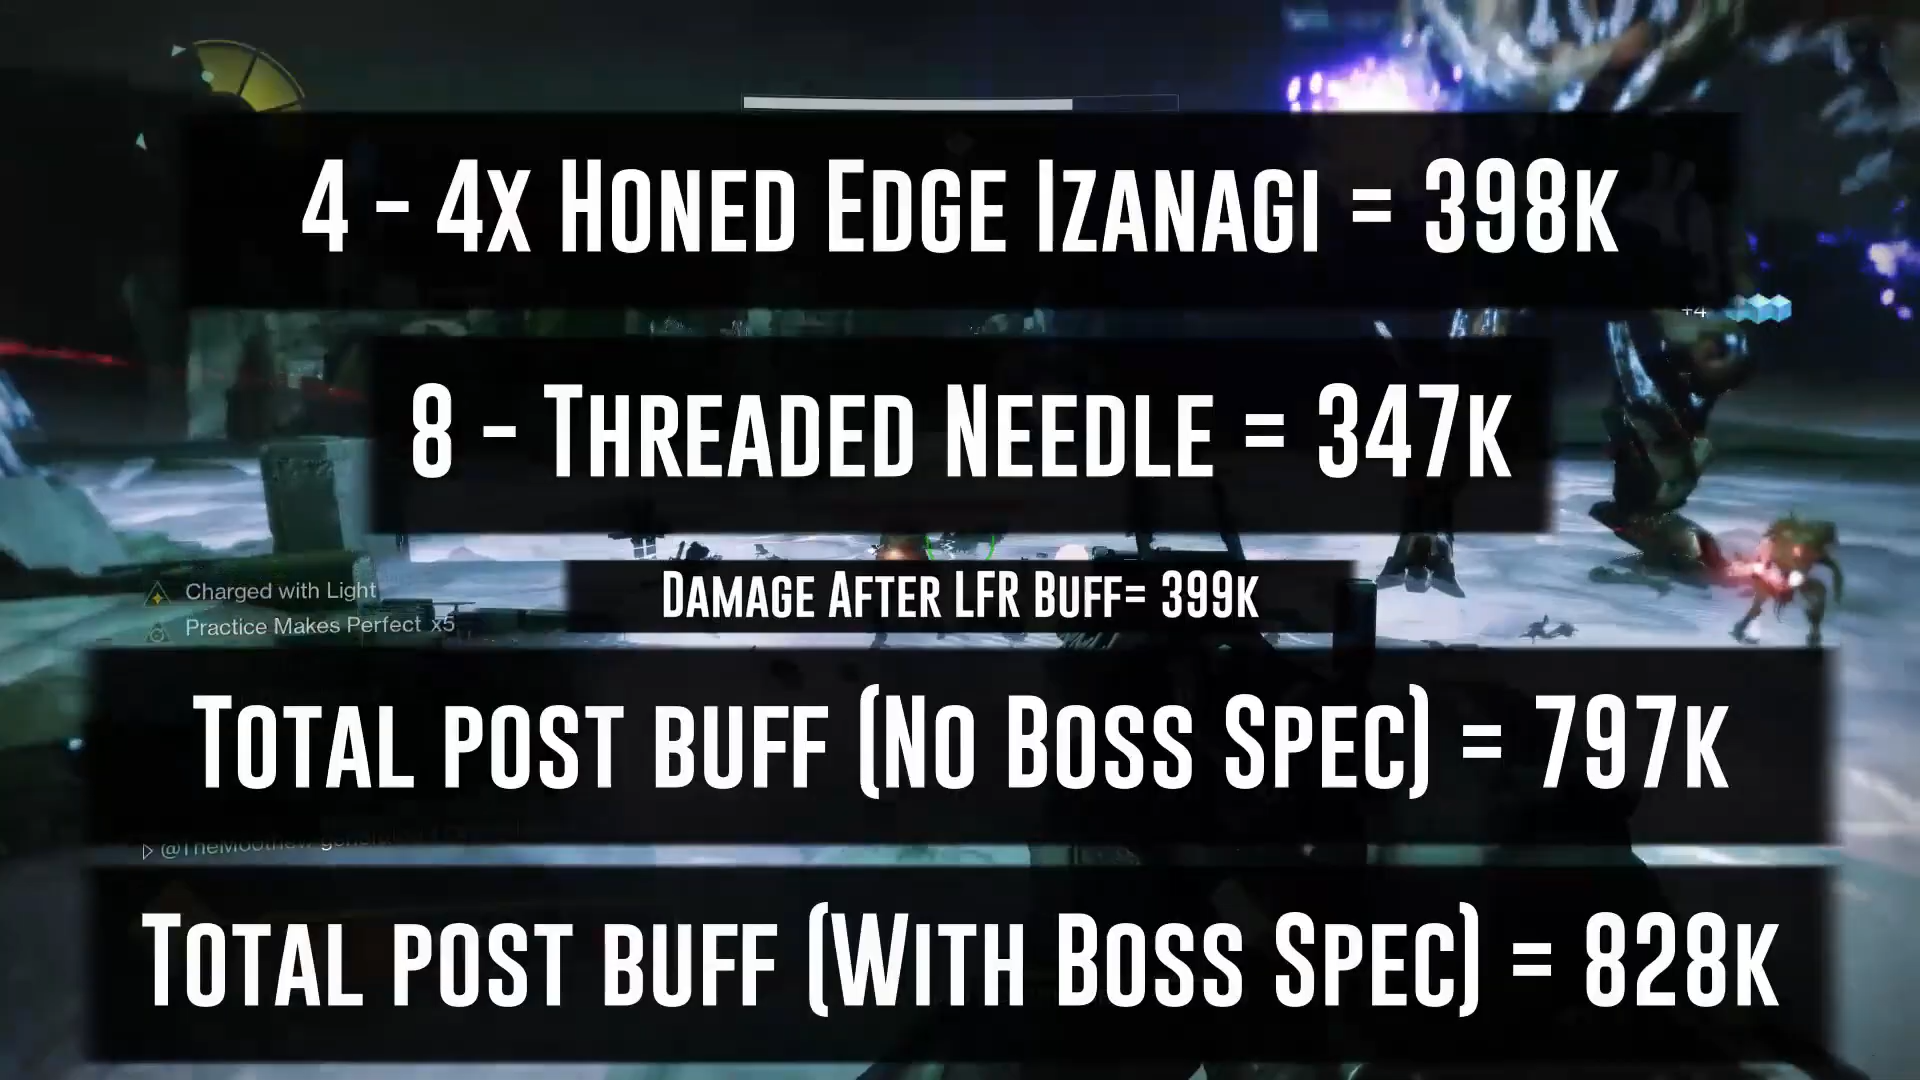 4 - 4x Honed Edge Izanagi = 398k
+4
8 - Threaded Needle = 347k
Charged with Light
Damage After LFR Buff= 399k
Practice Makes Perfect x5
Total post buff (No Boss Spec) = 797k
Total post buff (With Boss Spec) = 828k